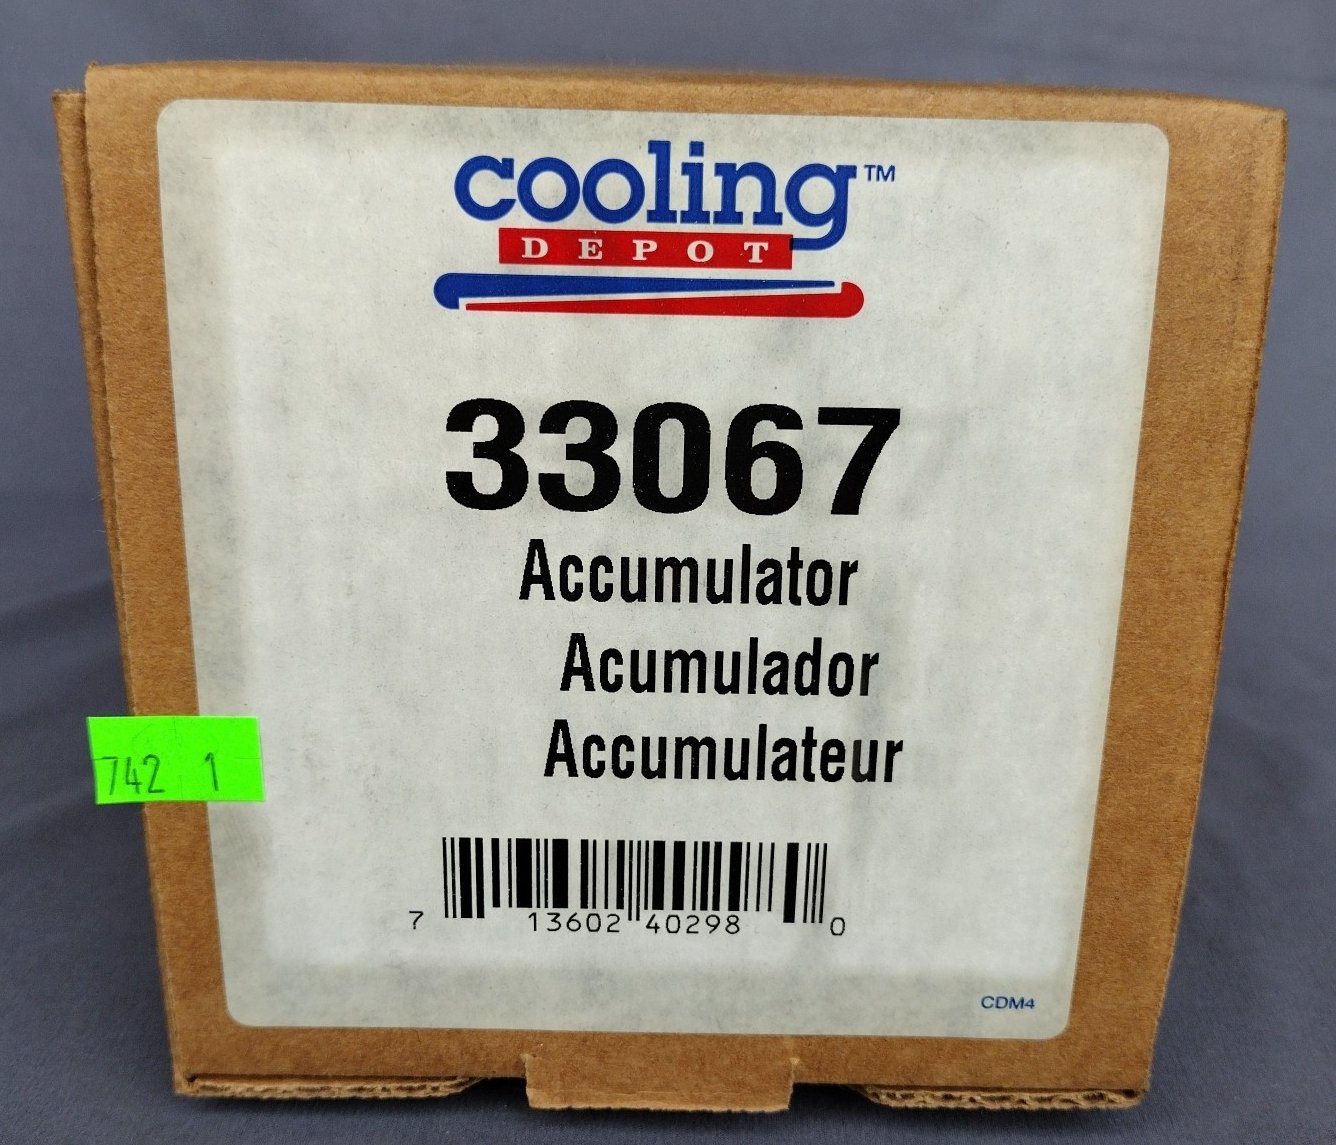 cooling™
DEPOT
33067
Accumulator
Acumulador
Accumulateur
742 1
7 13602 40298 0
CDM4